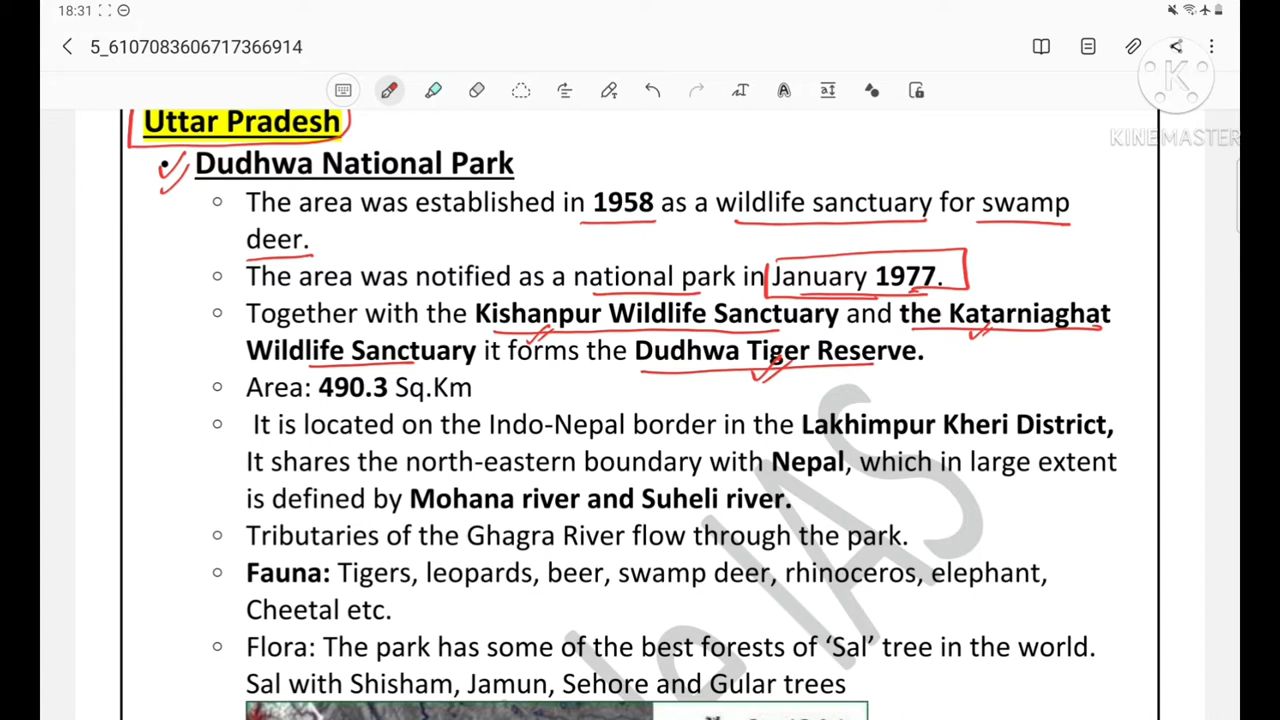 18:31
5_6107083606717366914
K
KINEMASTER
Uttar Pradesh
• Dudhwa National Park
○ The area was established in 1958 as a wildlife sanctuary for swamp
deer.
○ The area was notified as a national park in January 1977.
○ Together with the Kishanpur Wildlife Sanctuary and the Katarniaghat
Wildlife Sanctuary it forms the Dudhwa Tiger Reserve.
○ Area: 490.3 Sq.Km
○ It is located on the Indo-Nepal border in the Lakhimpur Kheri District,
It shares the north-eastern boundary with Nepal, which in large extent
is defined by Mohana river and Suheli river.
○ Tributaries of the Ghagra River flow through the park.
○ Fauna: Tigers, leopards, beer, swamp deer, rhinoceros, elephant,
Cheetal etc.
○ Flora: The park has some of the best forests of ‘Sal’ tree in the world.
Sal with Shisham, Jamun, Sehore and Gular trees
IAS